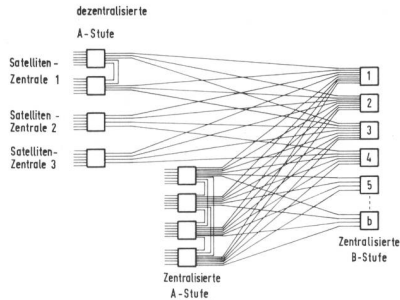 dezentralisierte
A-Stufe
Satelliten-
Zentrale 1
Satelliten-
Zentrale 2
Satelliten-
Zentrale 3
1
2
3
4
5
b
Zentralisierte
B-Stufe
Zentralisierte
A-Stufe